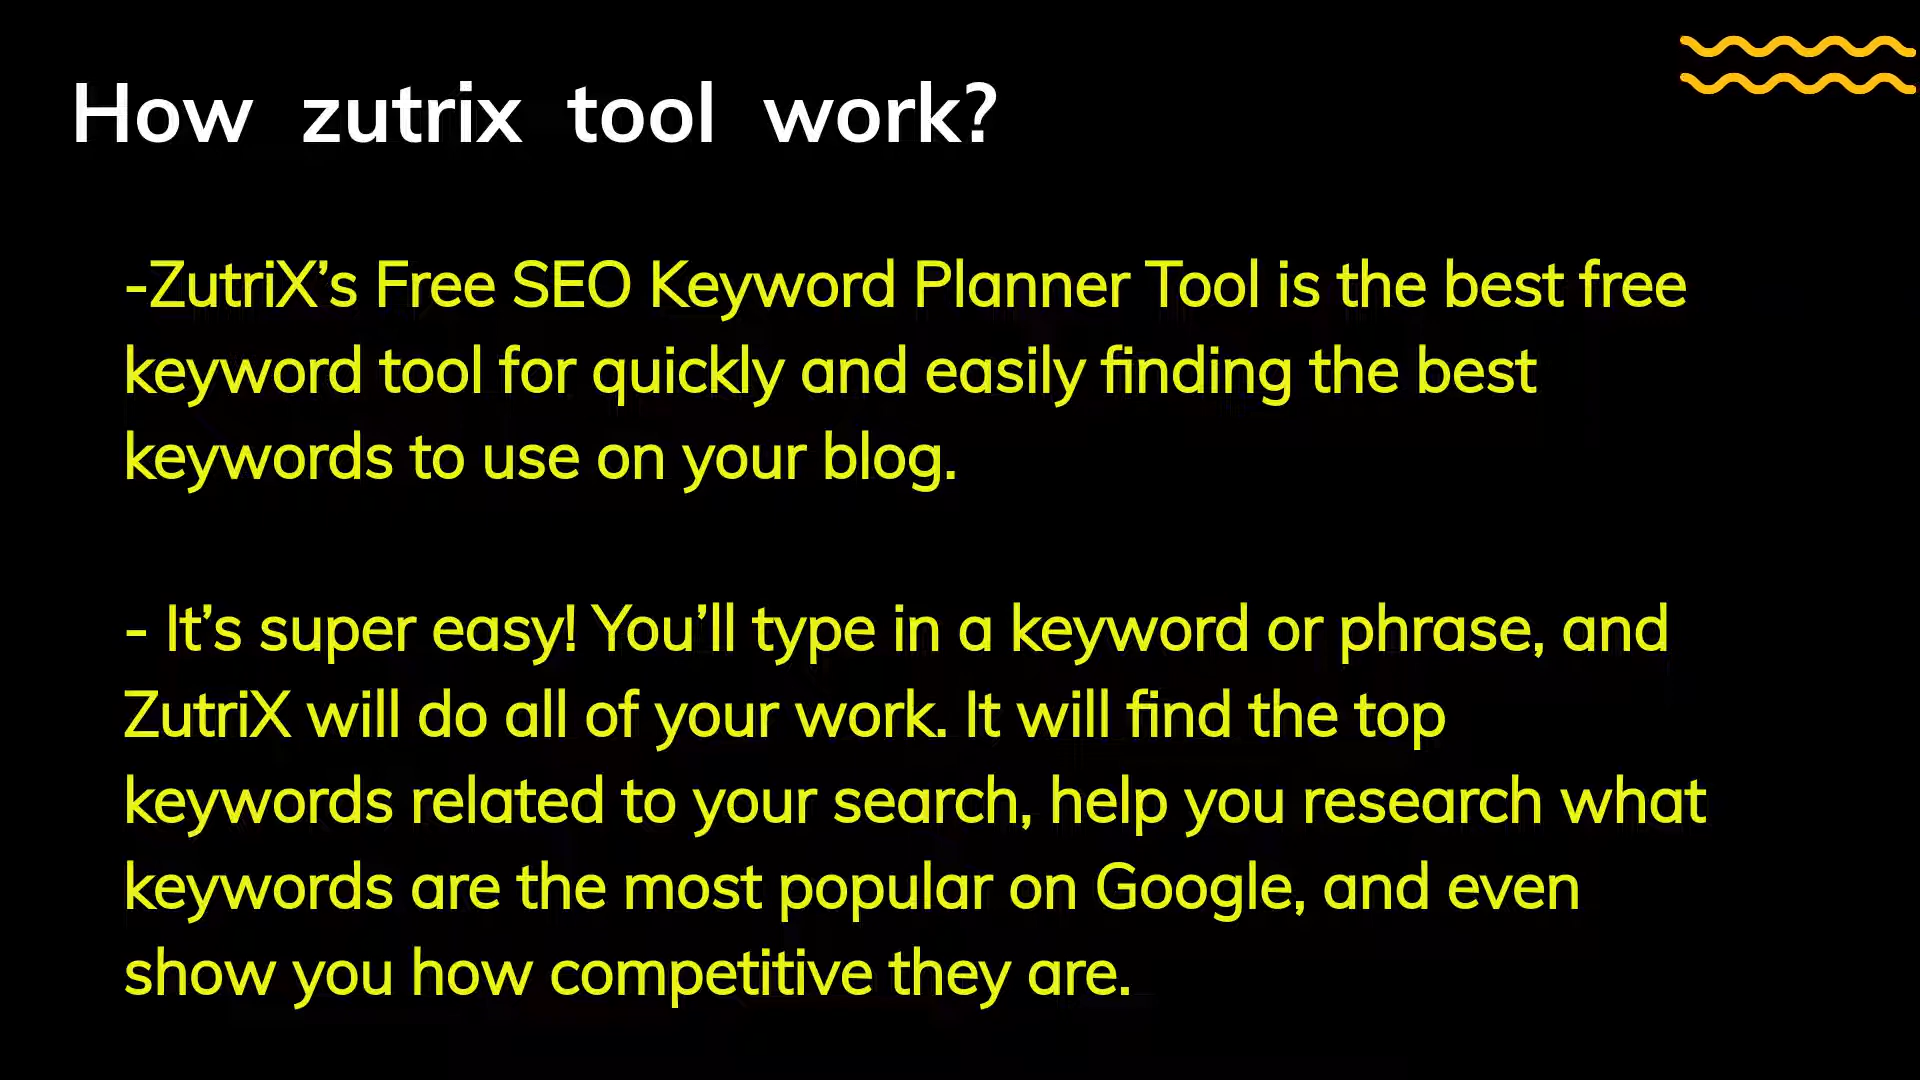 How zutrix tool work?
-ZutriX’s Free SEO Keyword Planner Tool is the best free
keyword tool for quickly and easily finding the best
keywords to use on your blog.
- It’s super easy! You’ll type in a keyword or phrase, and
ZutriX will do all of your work. It will find the top
keywords related to your search, help you research what
keywords are the most popular on Google, and even
show you how competitive they are.